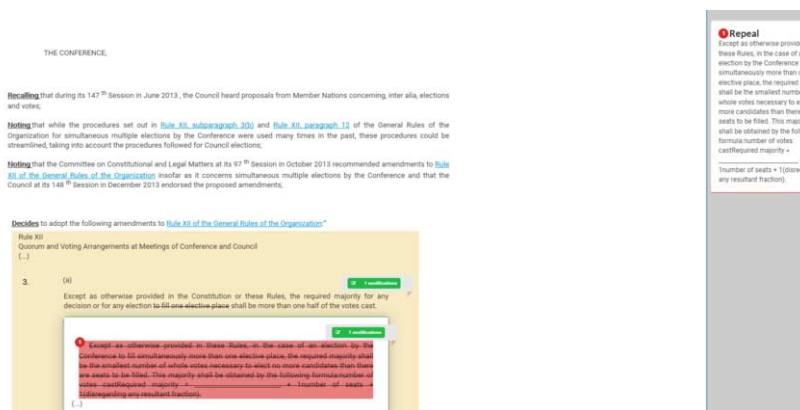 THE CONFERENCE,
Recalling that during its 147 th Session in June 2013 , the Council heard proposals from Member Nations concerning, inter alia, elections
and votes;
Noting that while the procedures set out in Rule XII, subparagraph 3(b) and Rule XII, paragraph 12 of the General Rules of the
Organization for simultaneous multiple elections by the Conference were used many times in the past, these procedures could be
streamlined, taking into account the procedures followed for Council elections;
Noting that the Committee on Constitutional and Legal Matters at its 97 th Session in October 2013 recommended amendments to Rule
XII of the General Rules of the Organization insofar as it concerns simultaneous multiple elections by the Conference and that the
Council at its 148 th Session in December 2013 endorsed the proposed amendments;
Decides to adopt the following amendments to Rule XII of the General Rules of the Organization:"
Rule XII
Quorum and Voting Arrangements at Meetings of Conference and Council
(...)
3. (a)
1 modifications
Except as otherwise provided in the Constitution or these Rules, the required majority for any
decision or for any election to fill one elective place shall be more than one half of the votes cast.
1 modifications
1 Except as otherwise provided in these Rules, in the case of an election by the
Conference to fill simultaneously more than one elective place, the required majority shall
be the smallest number of whole votes necessary to elect no more candidates than there
are seats to be filled. This majority shall be obtained by the following formula:number of
votes castRequired majority = ____________________ + 1number of seats +
1(disregarding any resultant fraction).
(...)
1 Repeal
Except as otherwise provid
these Rules, in the case of a
election by the Conference
simultaneously more than o
elective place, the required
shall be the smallest numbe
whole votes necessary to e
more candidates than there
seats to be filled. This majo
shall be obtained by the foll
formula:number of votes
castRequired majority =
____________________
1number of seats + 1(disre
any resultant fraction).